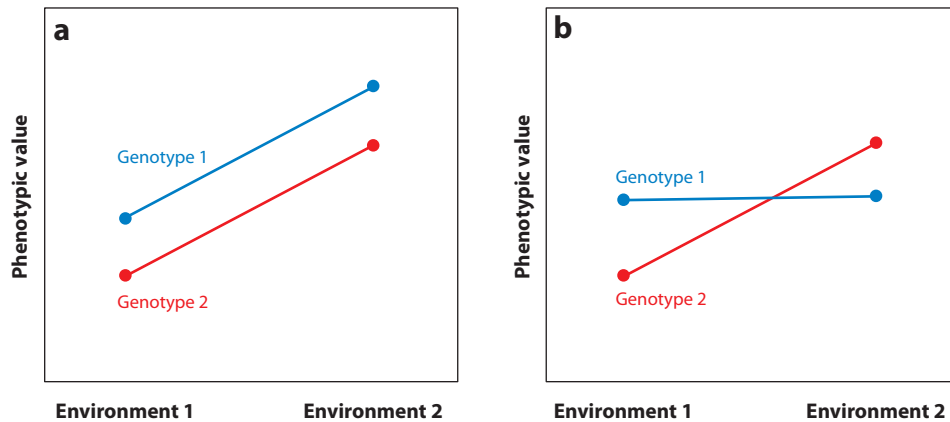 a
Phenotypic value
Genotype 1
Genotype 2
Environment 1
Environment 2
b
Phenotypic value
Genotype 1
Genotype 2
Environment 1
Environment 2